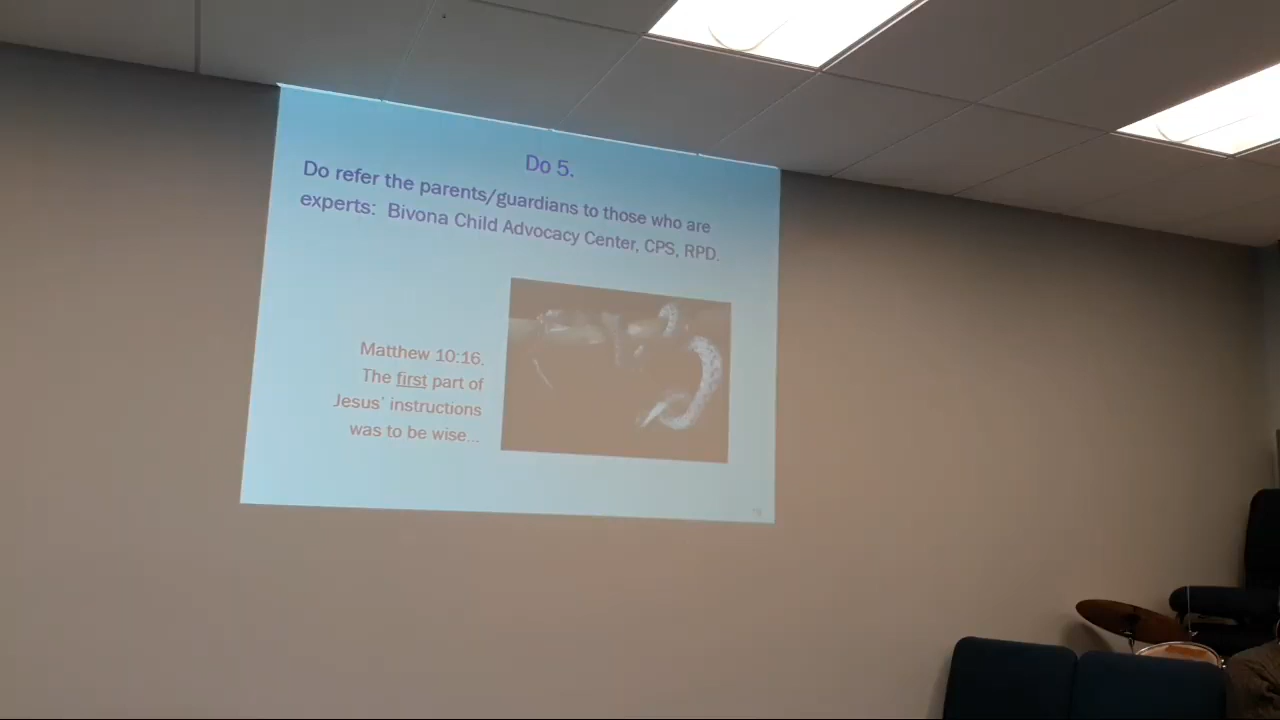 Do 5.
Do refer the parents/guardians to those who are
experts: Bivona Child Advocacy Center, CPS, RPD.
Matthew 10:16.
The first part of
Jesus' instructions
was to be wise...